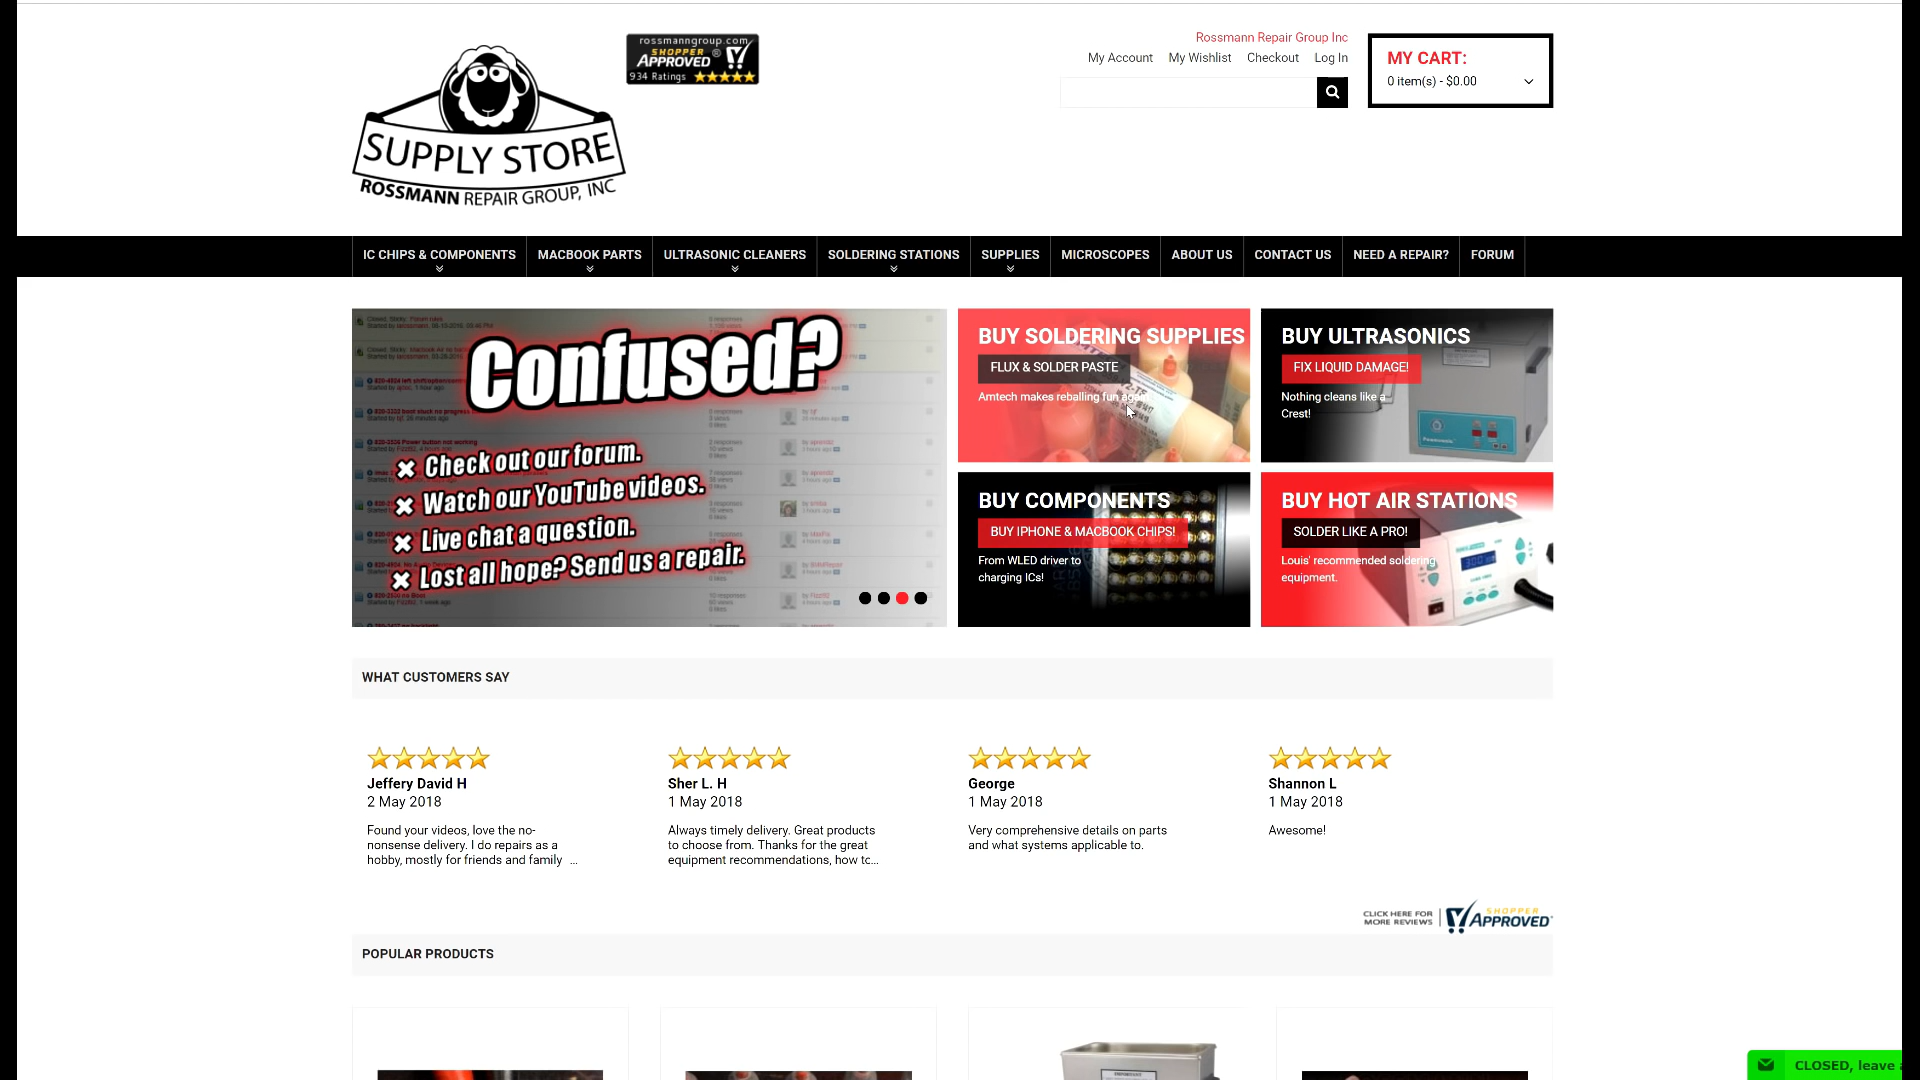 rossmanngroup.com
SHOPPER
APPROVED®
934 Ratings
SUPPLY STORE
ROSSMANN REPAIR GROUP, INC
Rossmann Repair Group Inc
My Account My Wishlist Checkout Log In
MY CART:
0 item(s) - $0.00
IC CHIPS & COMPONENTS MACBOOK PARTS ULTRASONIC CLEANERS SOLDERING STATIONS SUPPLIES MICROSCOPES ABOUT US CONTACT US NEED A REPAIR? FORUM
Confused?
Check out our forum.
Watch our YouTube videos.
Live chat a question.
Lost all hope? Send us a repair.
BUY SOLDERING SUPPLIES
FLUX & SOLDER PASTE
Amtech makes reballing fun again
BUY ULTRASONICS
FIX LIQUID DAMAGE!
Nothing cleans like a
Crest!
BUY COMPONENTS
BUY IPHONE & MACBOOK CHIPS!
From WLED driver to
charging ICs!
BUY HOT AIR STATIONS
SOLDER LIKE A PRO!
Louis' recommended soldering
equipment.
WHAT CUSTOMERS SAY
Jeffery David H
2 May 2018
Found your videos, love the no-
nonsense delivery. I do repairs as a
hobby, mostly for friends and family ...
Sher L. H
1 May 2018
Always timely delivery. Great products
to choose from. Thanks for the great
equipment recommendations, how tc...
George
1 May 2018
Very comprehensive details on parts
and what systems applicable to.
Shannon L
1 May 2018
Awesome!
CLICK HERE FOR
MORE REVIEWS
SHOPPER
APPROVED
POPULAR PRODUCTS
CLOSED, leave